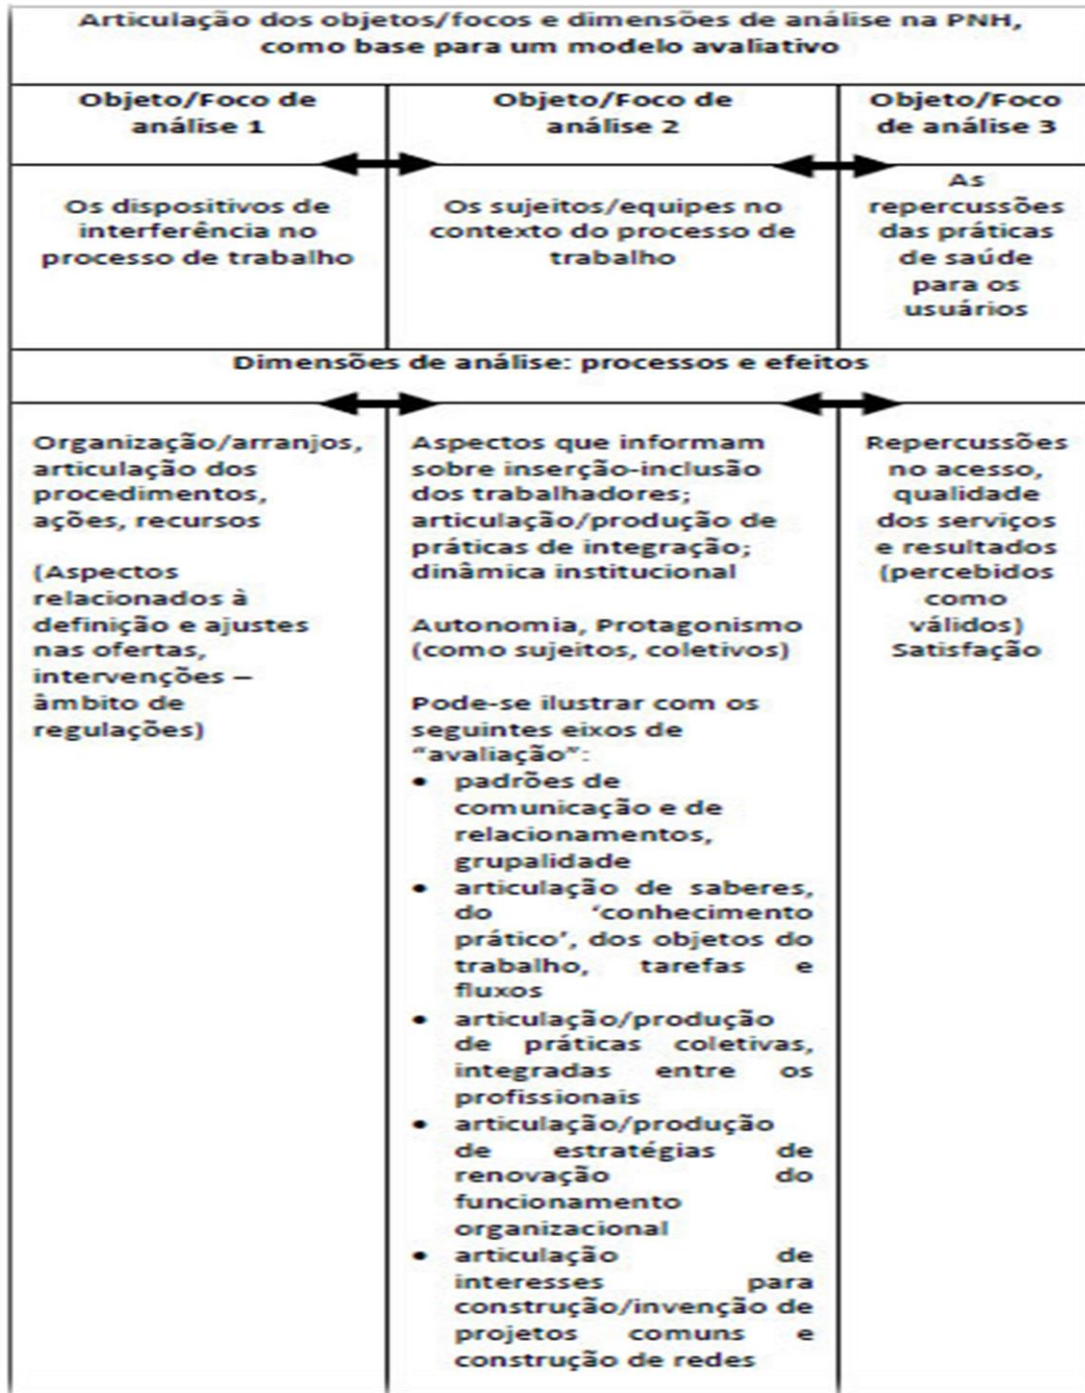 Articulação dos objetos/focos e dimensões de análise na PNH,
como base para um modelo avaliativo
Objeto/Foco de
análise 1
Objeto/Foco de
análise 2
Objeto/Foco
de análise 3
Os dispositivos de
interferência no
processo de trabalho
Os sujeitos/equipes no
contexto do processo de
trabalho
As
repercussões
das práticas
de saúde
para os
usuários
Dimensões de análise: processos e efeitos
Organização/arranjos,
articulação dos
procedimentos,
ações, recursos
(Aspectos
relacionados à
definição e ajustes
nas ofertas,
intervenções –
âmbito de
regulações)
Aspectos que informam
sobre inserção-inclusão
dos trabalhadores;
articulação/produção de
práticas de integração;
dinâmica institucional
Autonomia, Protagonismo
(como sujeitos, coletivos)
Pode-se ilustrar com os
seguintes eixos de
“avaliação”:
• padrões de
comunicação e de
relacionamentos,
grupalidade
• articulação de saberes,
do ‘conhecimento
prático’, dos objetos do
trabalho, tarefas e
fluxos
• articulação/produção
de práticas coletivas,
integradas entre os
profissionais
• articulação/produção
de estratégias de
renovação do
funcionamento
organizacional
• articulação de
interesses para
construção/invenção de
projetos comuns e
construção de redes
Repercussões
no acesso,
qualidade
dos serviços
e resultados
(percebidos
como
válidos)
Satisfação